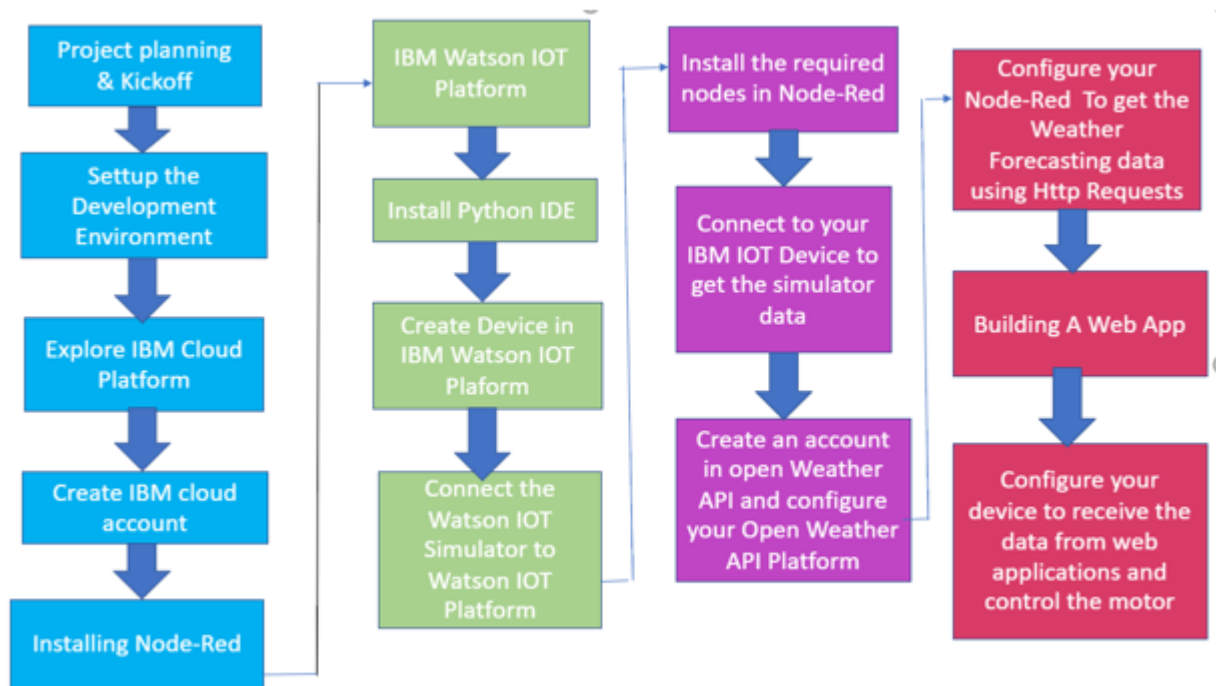 Project planning
& Kickoff
Settup the
Development
Environment
Explore IBM Cloud
Platform
Create IBM cloud
account
Installing Node-Red
IBM Watson IOT
Platform
Install Python IDE
Create Device in
IBM Watson IOT
Plaform
Connect the
Watson IOT
Simulator to
Watson IOT
Platform
Install the required
nodes in Node-Red
Connect to your
IBM IOT Device to
get the simulator
data
Create an account
in open Weather
API and configure
your Open Weather
API Platform
Configure your
Node-Red To get the
Weather
Forecasting data
using Http Requests
Building A Web App
Configure your
device to receive the
data from web
applications and
control the motor